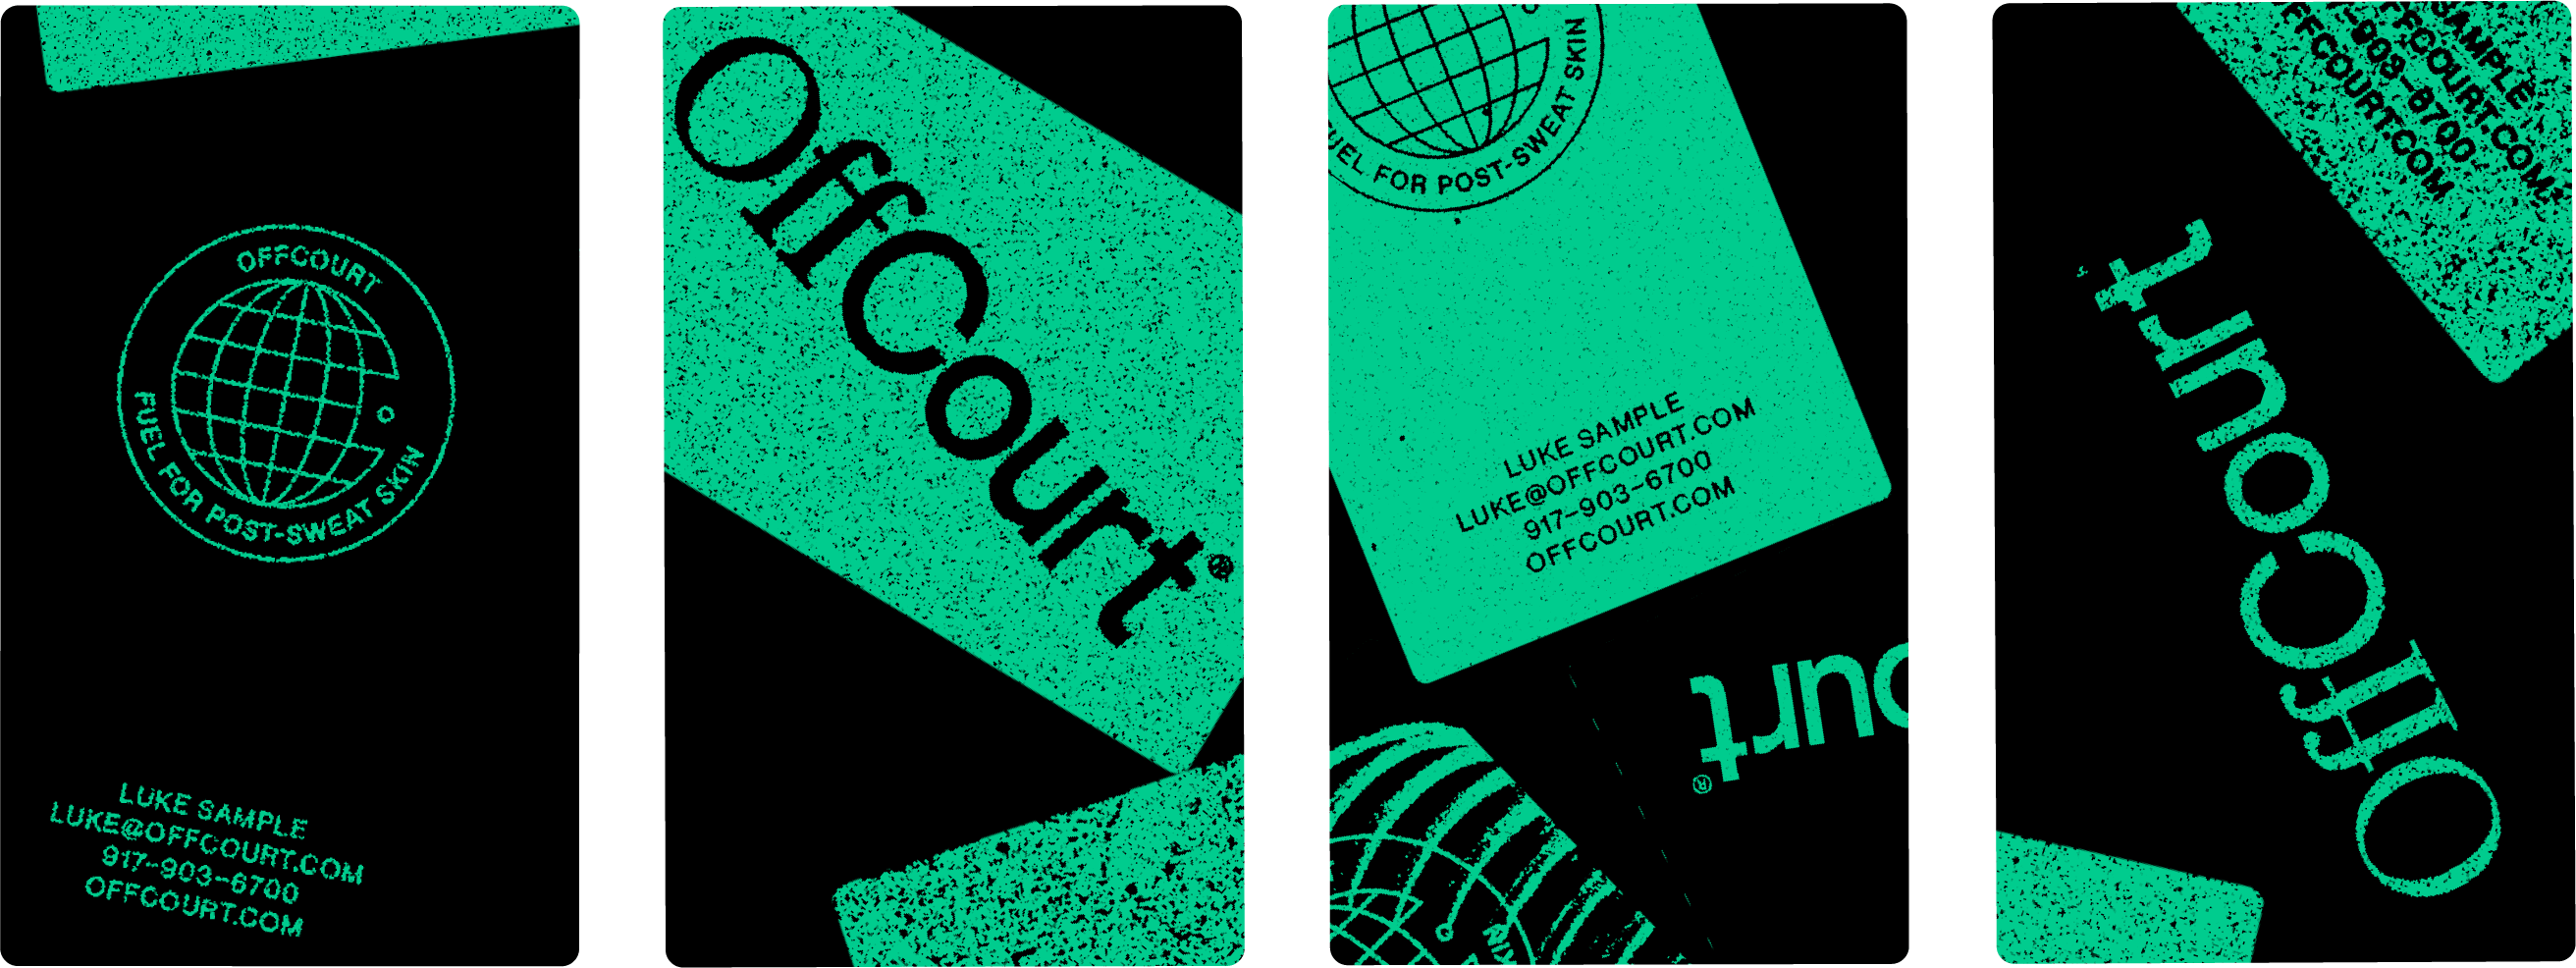 OFFCOURT
FUEL FOR POST-SWEAT SKIN
LUKE SAMPLE
LUKE@OFFCOURT.COM
917-903-6700
OFFCOURT.COM
OffCourt®
UEL FOR POST-SWEAT SKIN
LUKE SAMPLE
LUKE@OFFCOURT.COM
917-903-6700
OFFCOURT.COM
ourt®
KIN
SAMPLE
FFCOURT.COM
903-6700
FFCOURT.COM
OffCourt